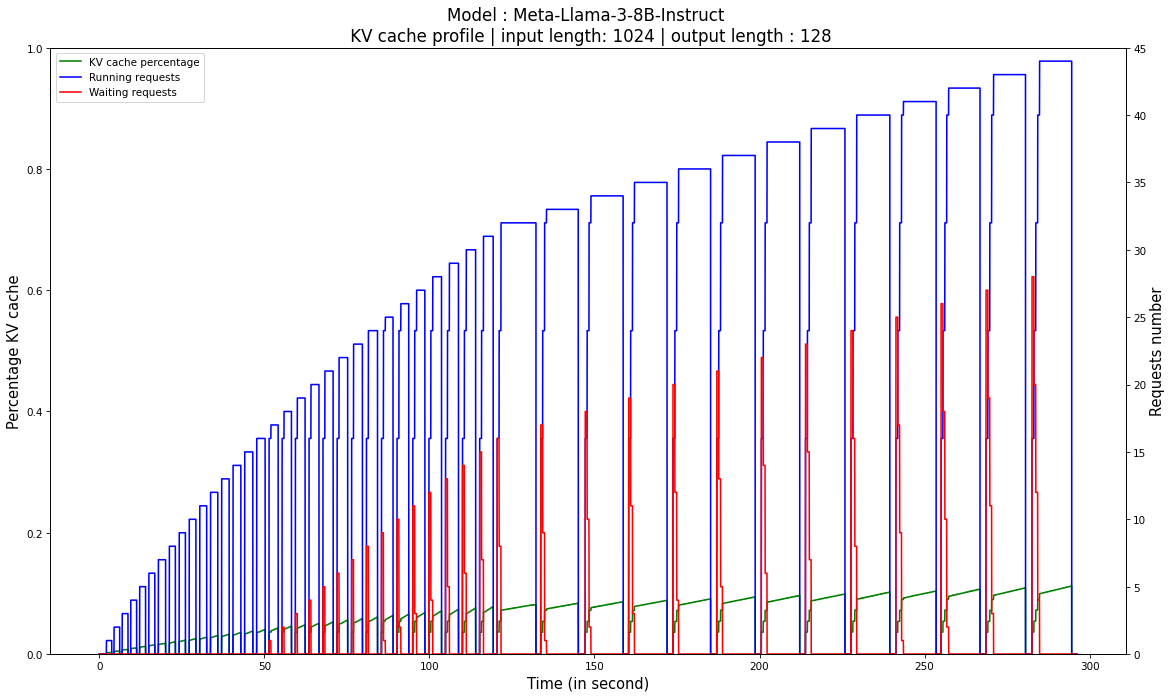 Model : Meta-Llama-3-8B-Instruct
KV cache profile | input length: 1024 | output length : 128
KV cache percentage
Running requests
Waiting requests
Percentage KV cache
1.0
0.8
0.6
0.4
0.2
0.0
45
40
35
30
25
20
15
10
5
0
Requests number
0
50
100
150
200
250
300
Time (in second)